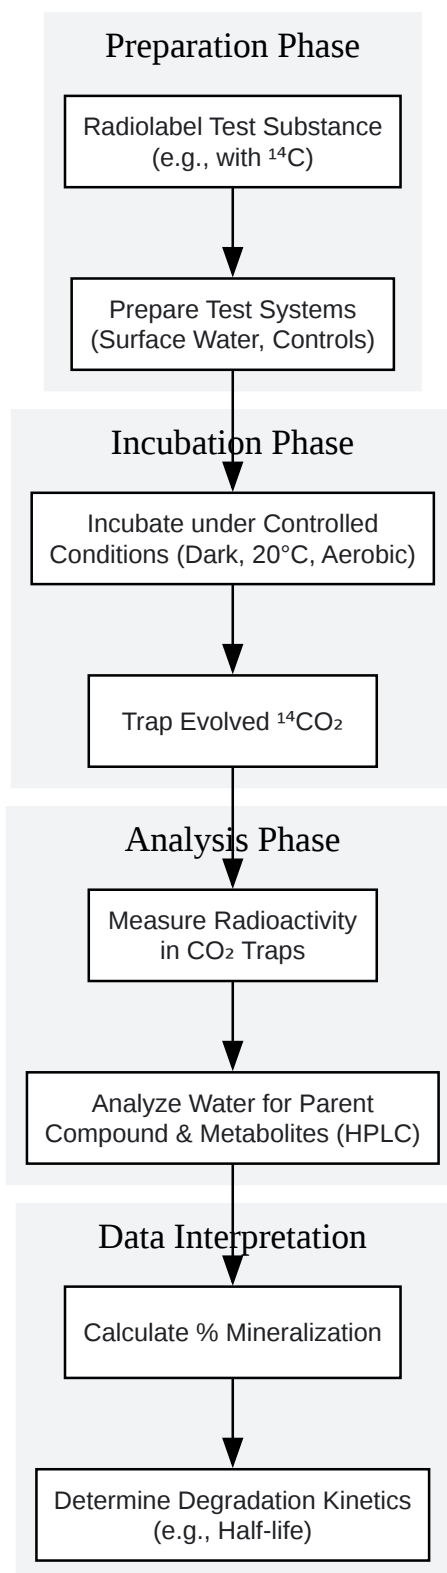 Preparation Phase
Radiolabel Test Substance
(e.g., with ¹⁴C)
Prepare Test Systems
(Surface Water, Controls)
Incubation Phase
Incubate under Controlled
Conditions (Dark, 20°C, Aerobic)
Trap Evolved ¹⁴CO₂
Analysis Phase
Measure Radioactivity
in CO₂ Traps
Analyze Water for Parent
Compound & Metabolites (HPLC)
Data Interpretation
Calculate % Mineralization
Determine Degradation Kinetics
(e.g., Half-life)